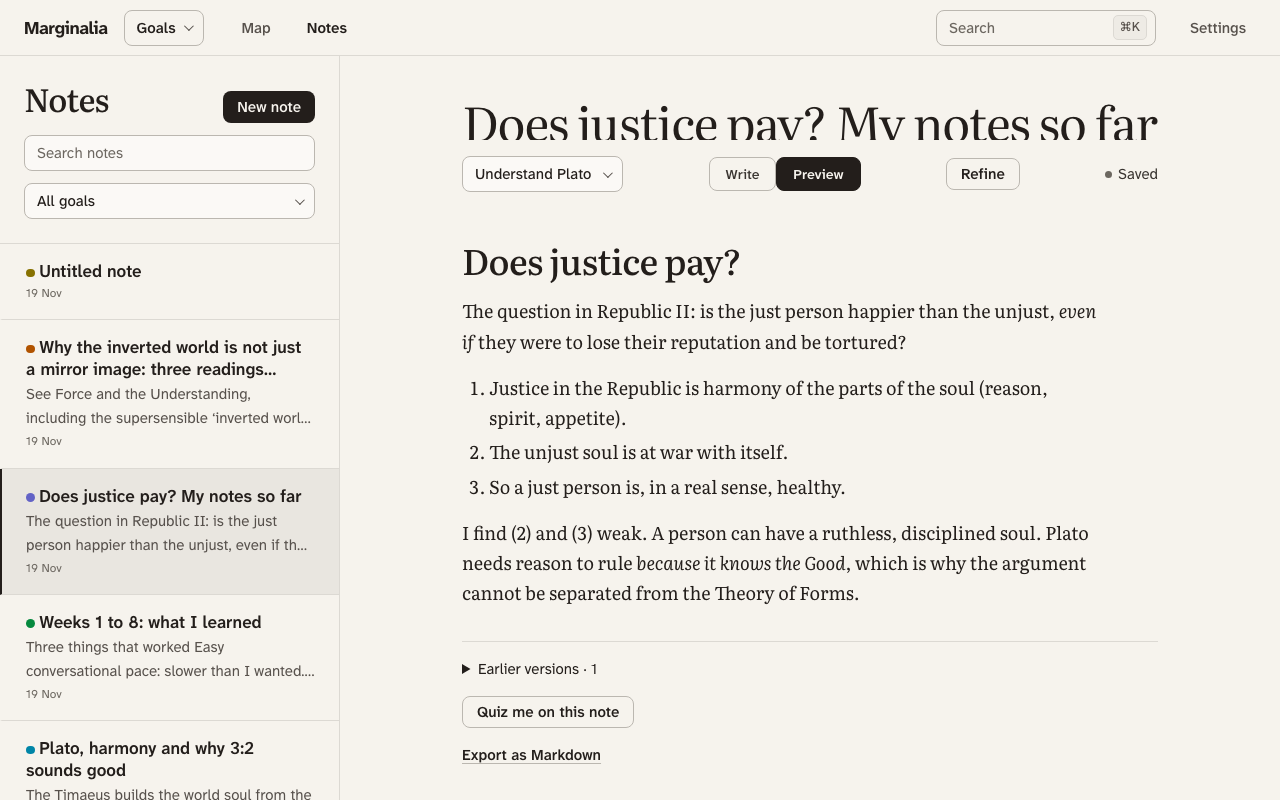 Marginalia
Goals
Map
Notes
Search
⌘K
Settings
Notes
New note
Search notes
All goals
Untitled note
19 Nov
Why the inverted world is not just
a mirror image: three readings...
See Force and the Understanding,
including the supersensible ‘inverted worl...
19 Nov
Does justice pay? My notes so far
The question in Republic II: is the just
person happier than the unjust, even if th...
19 Nov
Weeks 1 to 8: what I learned
Three things that worked Easy
conversational pace: slower than I wanted....
19 Nov
Plato, harmony and why 3:2
sounds good
The Timaeus builds the world soul from the
Does justice pay? My notes so far
Understand Plato
Write
Preview
Refine
Saved
Does justice pay?
The question in Republic II: is the just person happier than the unjust, even
if they were to lose their reputation and be tortured?
1. Justice in the Republic is harmony of the parts of the soul (reason,
spirit, appetite).
2. The unjust soul is at war with itself.
3. So a just person is, in a real sense, healthy.
I find (2) and (3) weak. A person can have a ruthless, disciplined soul. Plato
needs reason to rule because it knows the Good, which is why the argument
cannot be separated from the Theory of Forms.
Earlier versions · 1
Quiz me on this note
Export as Markdown